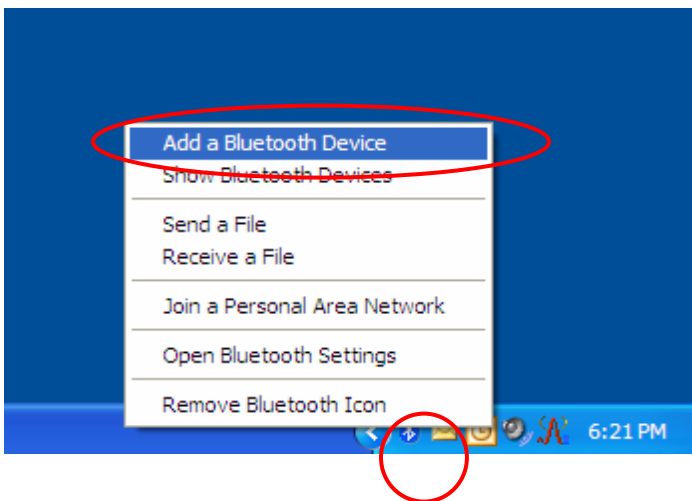 Add a Bluetooth Device
Show Bluetooth Devices
Send a File
Receive a File
Join a Personal Area Network
Open Bluetooth Settings
Remove Bluetooth Icon
6:21 PM